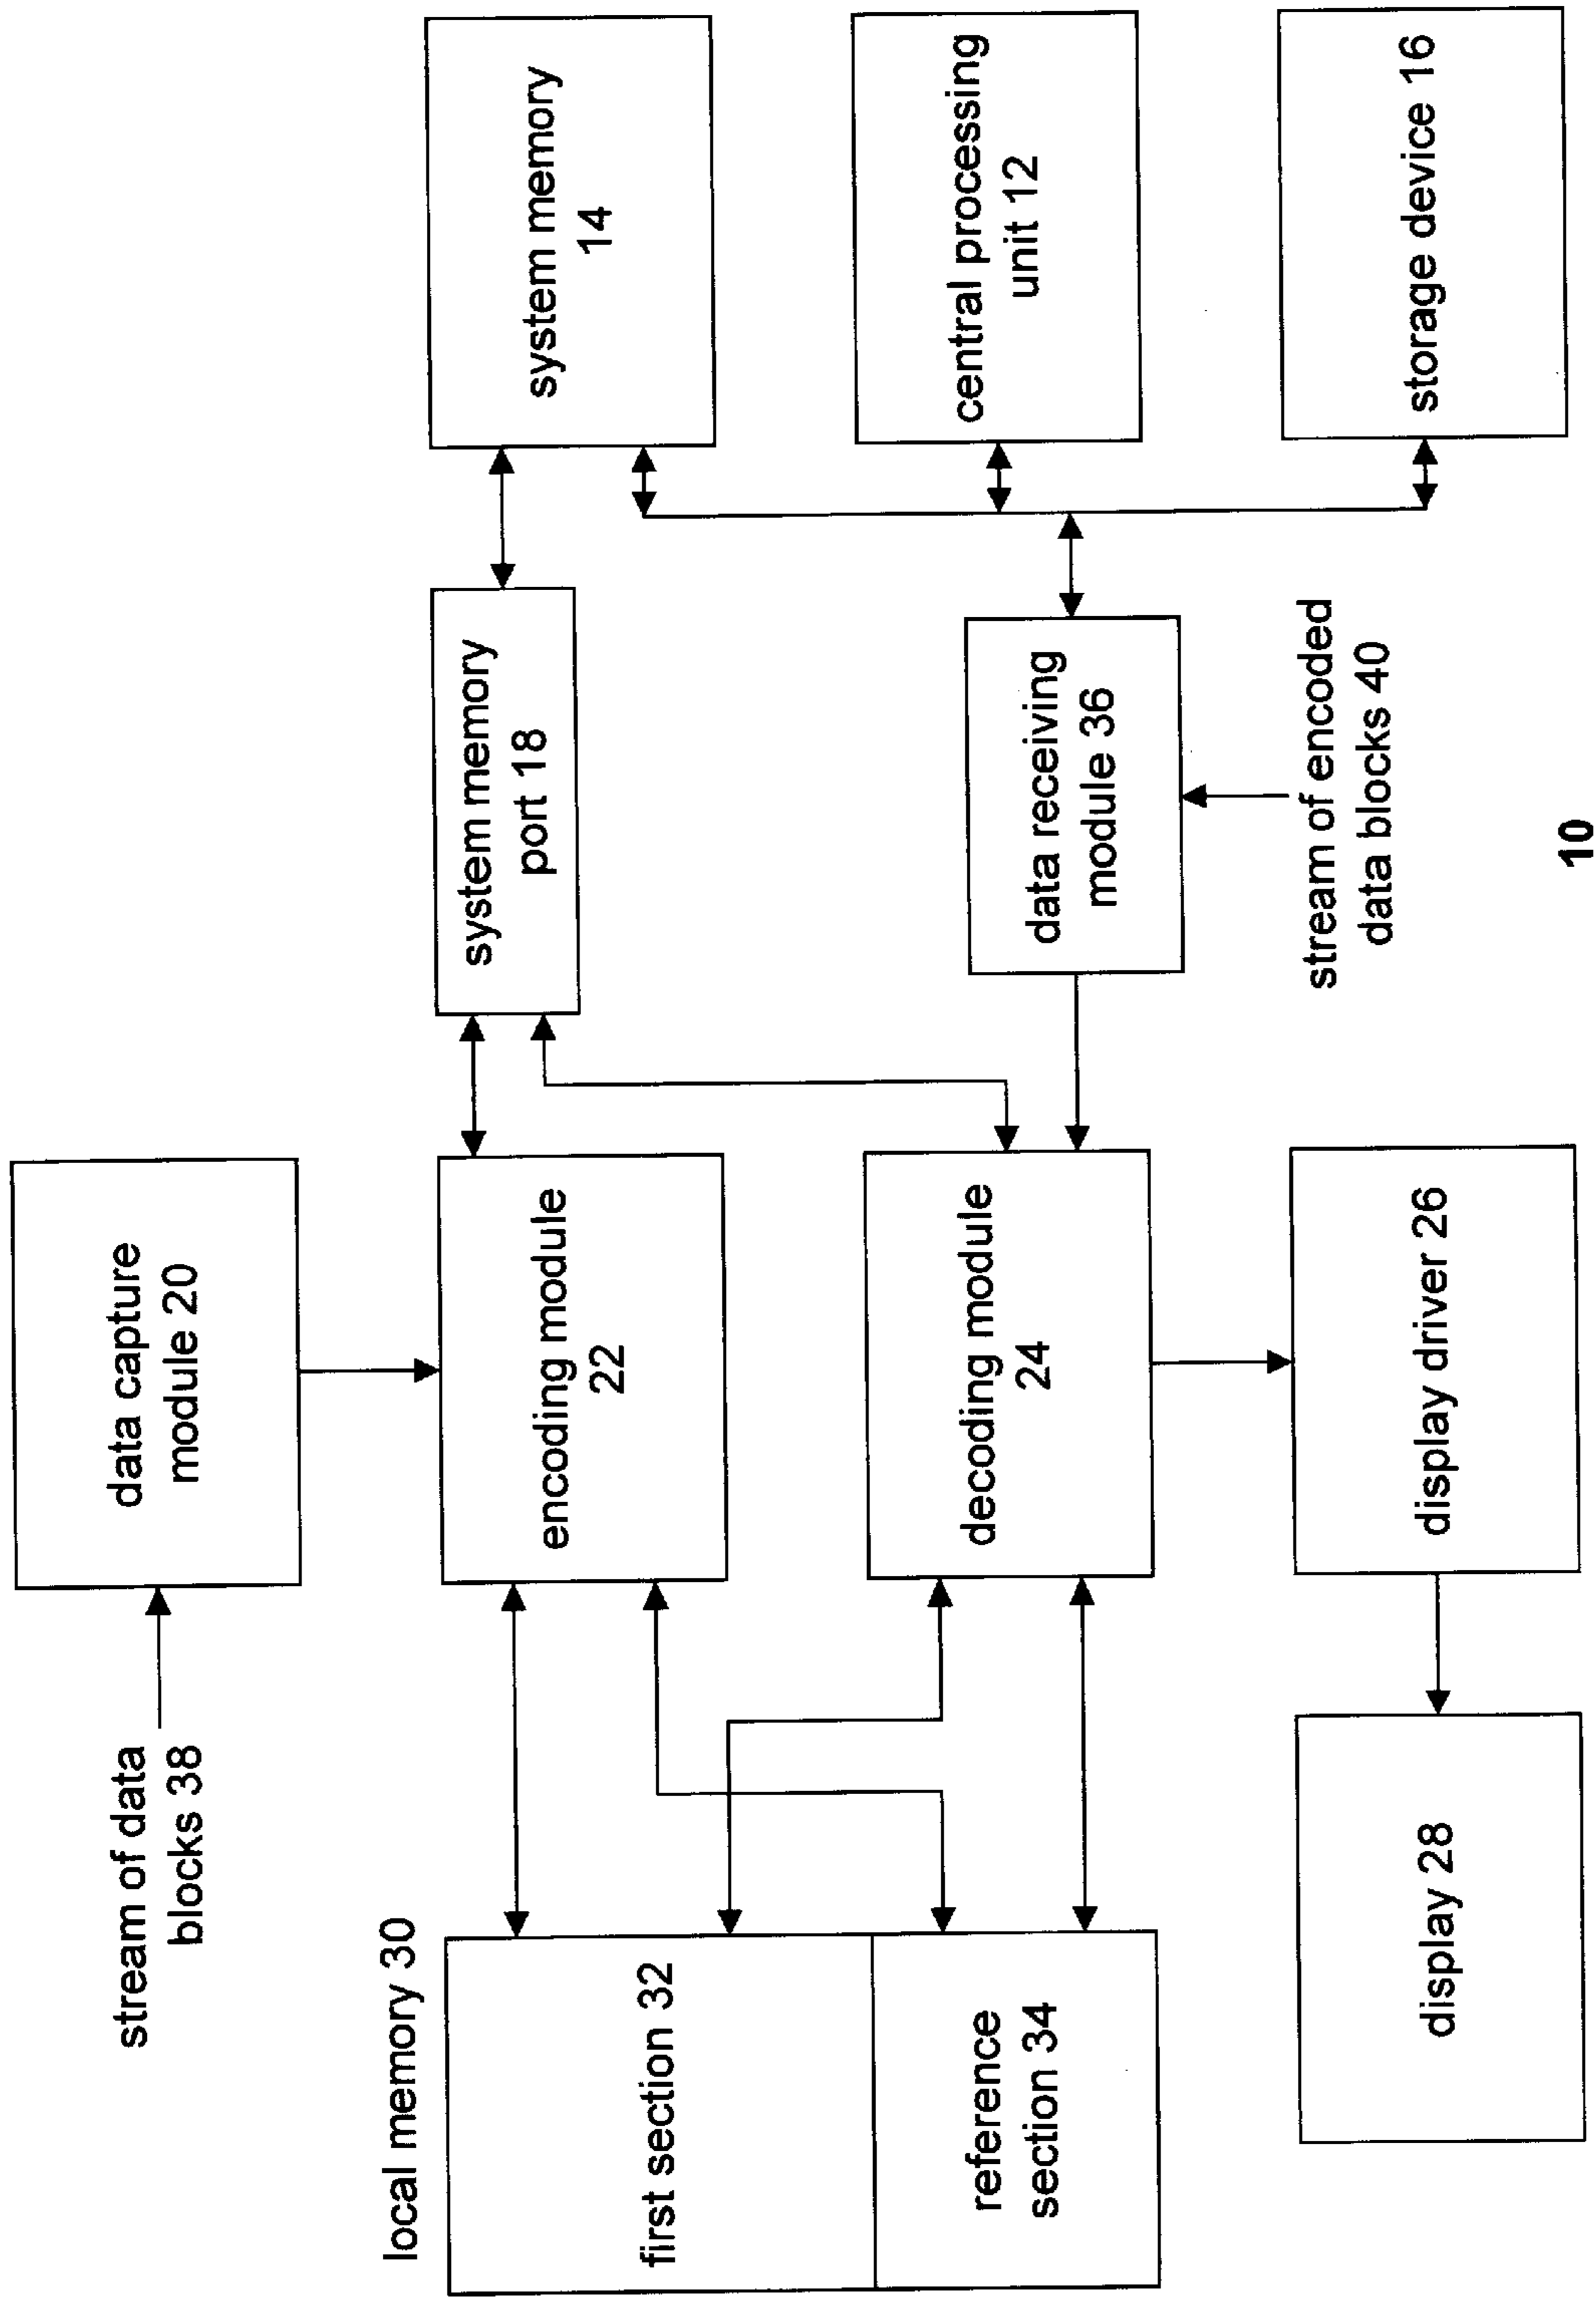 stream of data
blocks 38
data capture
module 20
local memory 30
first section 32
reference
section 34
encoding module
22
decoding module
24
system memory
port 18
system memory
14
data receiving
module 36
central processing
unit 12
stream of encoded
data blocks 40
storage device 16
display 28
display driver 26
10